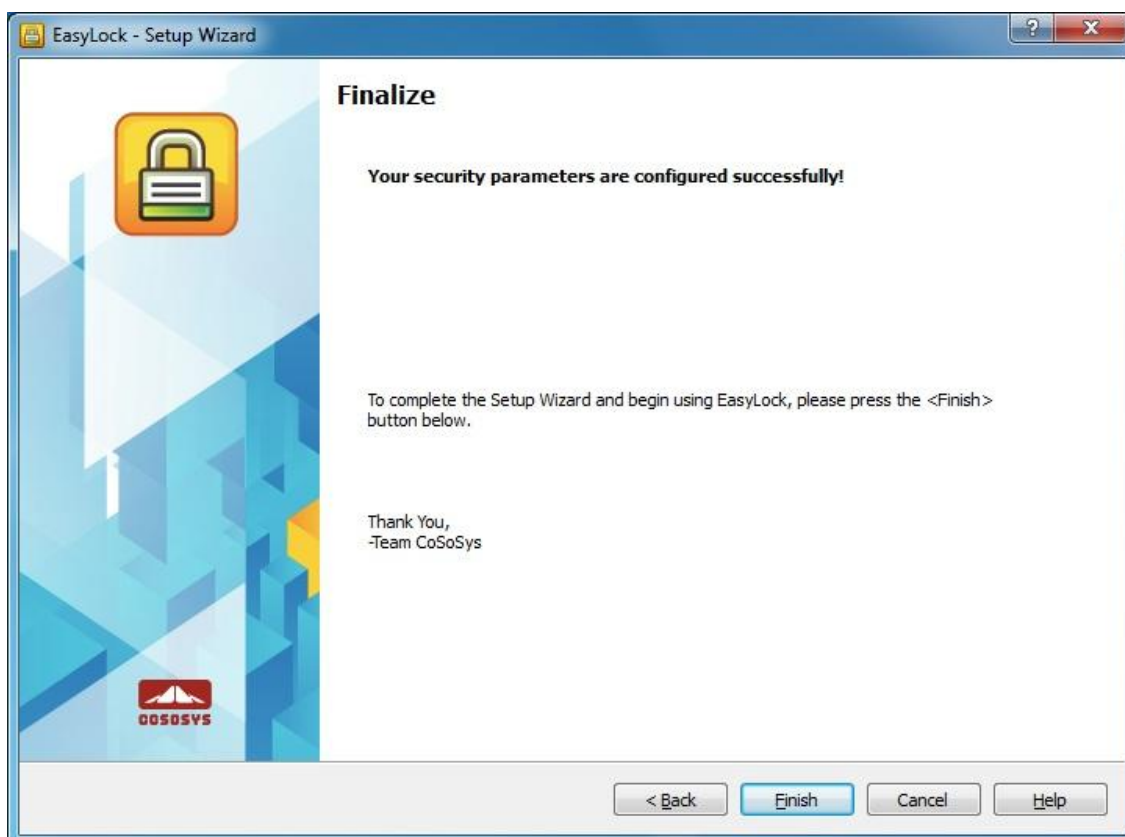 EasyLock - Setup Wizard
Finalize
Your security parameters are configured successfully!
To complete the Setup Wizard and begin using EasyLock, please press the <Finish>
button below.
Thank You,
-Team CoSoSys
COSOSYS
< Back
Finish
Cancel
Help